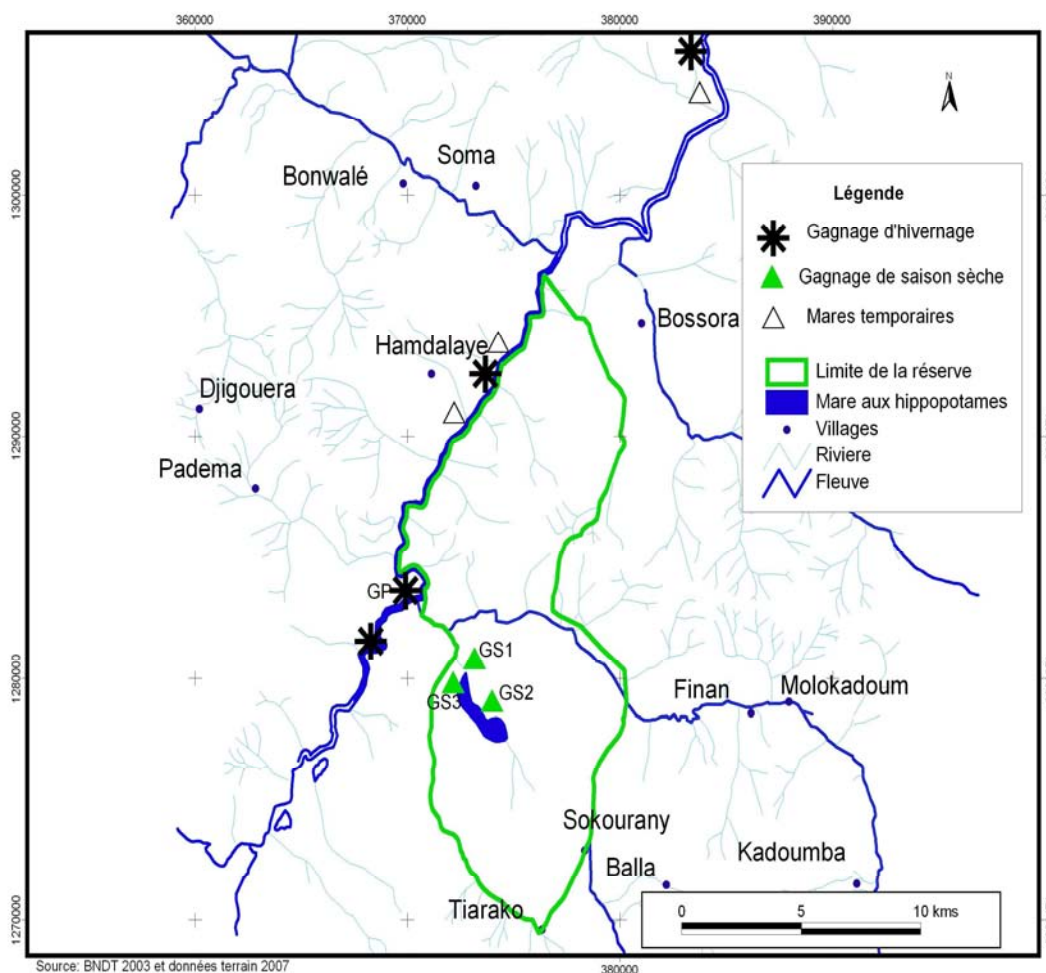 360000
370000
380000
390000
N
1300000
1290000
1280000
1270000
Soma
Bonwalé
Bossora
Hamdalaye
Djigouera
Padema
GP
GS1
GS2
GS3
Finan
Molokadoum
Sokourany
Balla
Kadoumba
Tiarako
Légende
Gagnage d'hivernage
Gagnage de saison sèche
Mares temporaires
Limite de la réserve
Mare aux hippopotames
Villages
Riviere
Fleuve
0 5 10 kms
Source: BNDT 2003 et données terrain 2007
380000